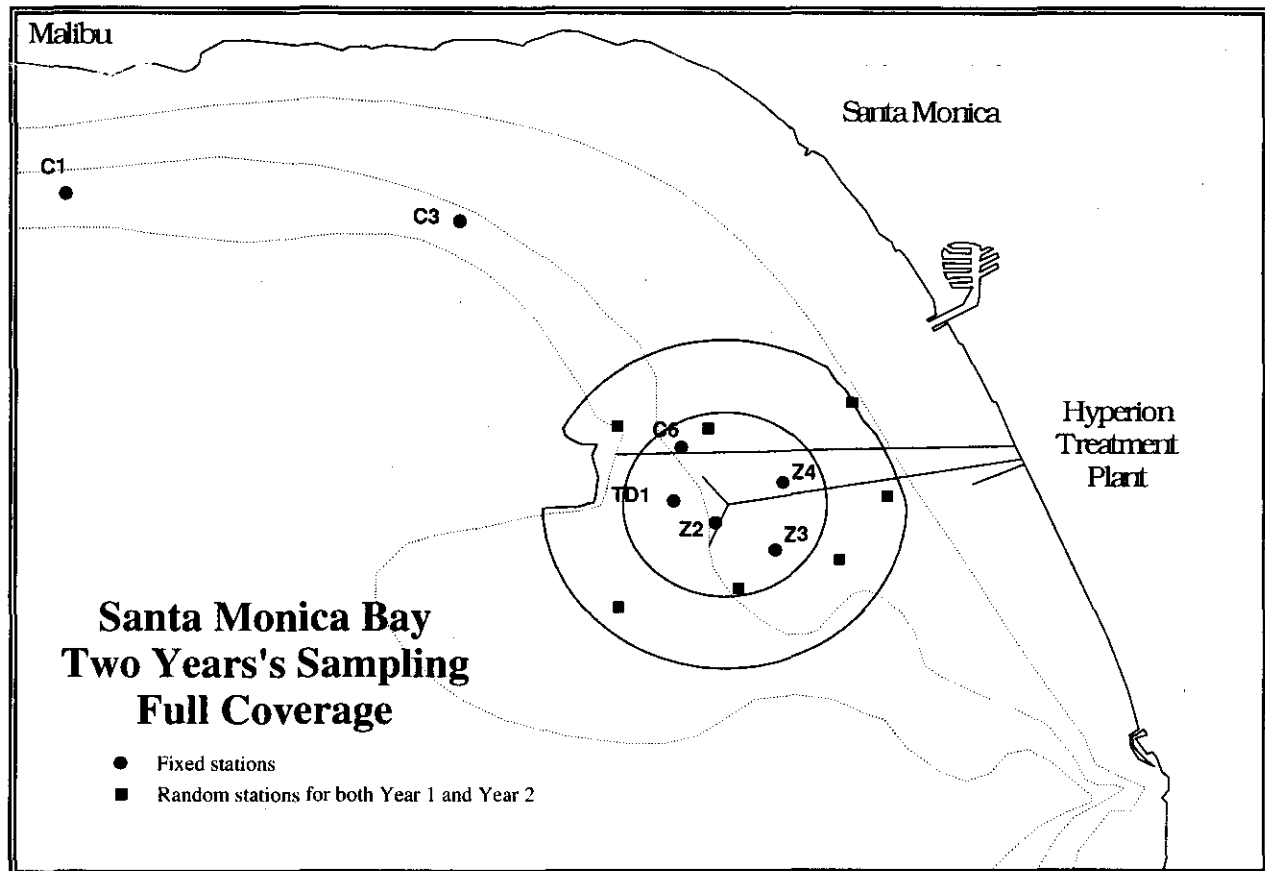 Malibu
Santa Monica
C1
C3
Hyperion
Treatment
Plant
C6
Z4
TD1
Z2
Z3
Santa Monica Bay
Two Years's Sampling
Full Coverage
Fixed stations
Random stations for both Year 1 and Year 2